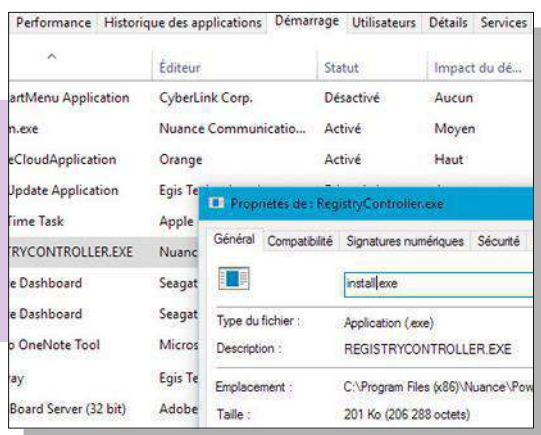 Performance Historique des applications Démarrage Utilisateurs Détails Services
Éditeur Statut Impact du dé...
artMenu Application CyberLink Corp. Désactivé Aucun
n.exe Nuance Communicatio... Activé Moyen
eCloudApplication Orange Activé Haut
Update Application Egis Te
Time Task Apple
TRYCONTROLLER.EXE Nuanc
e Dashboard Seagat
e Dashboard Seagat
o OneNote Tool Micros
ray Egis Te
Board Server (32 bit) Adobe
Propriétés de : RegistryController.exe
Général Compatibilité Signatures numériques Sécurité
install.exe
Type du fichier : Application (.exe)
Description : REGISTRYCONTROLLER.EXE
Emplacement : C:\Program Files (x86)\Nuance\Pow
Taille : 201 Ko (206 288 octets)